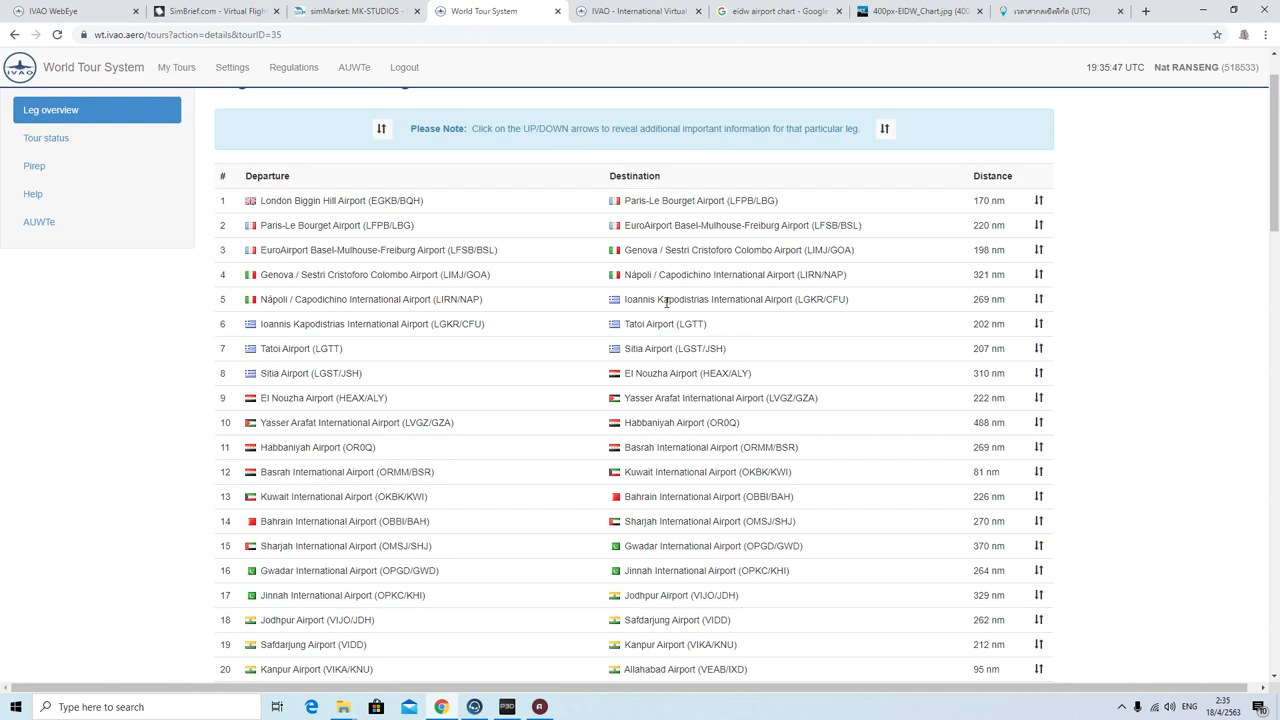 IVAO WebEye
SimBrief.com - Virtual Flight
simMarket: MK-STUDIOS -
World Tour System
IVAO - International Virtual
eidw airport chart - Google
400px-EIDW_Chart.jpg (400
(UTC)
wt.ivao.aero/tours?action=details&tourID=35
IVAO
World Tour System
My Tours
Settings
Regulations
AUWTe
Logout
19:35:47 UTC
Nat RANSENG (518533)
Leg overview
Tour status
Pirep
Help
AUWTe
Please Note: Click on the UP/DOWN arrows to reveal additional important information for that particular leg.
# Departure Destination Distance
1 London Biggin Hill Airport (EGKB/BQH) Paris-Le Bourget Airport (LFPB/LBG) 170 nm
2 Paris-Le Bourget Airport (LFPB/LBG) EuroAirport Basel-Mulhouse-Freiburg Airport (LFSB/BSL) 220 nm
3 EuroAirport Basel-Mulhouse-Freiburg Airport (LFSB/BSL) Genova / Sestri Cristoforo Colombo Airport (LIMJ/GOA) 198 nm
4 Genova / Sestri Cristoforo Colombo Airport (LIMJ/GOA) Nápoli / Capodichino International Airport (LIRN/NAP) 321 nm
5 Nápoli / Capodichino International Airport (LIRN/NAP) Ioannis Kapodistrias International Airport (LGKR/CFU) 269 nm
6 Ioannis Kapodistrias International Airport (LGKR/CFU) Tatoi Airport (LGTT) 202 nm
7 Tatoi Airport (LGTT) Sitia Airport (LGST/JSH) 207 nm
8 Sitia Airport (LGST/JSH) El Nouzha Airport (HEAX/ALY) 310 nm
9 El Nouzha Airport (HEAX/ALY) Yasser Arafat International Airport (LVGZ/GZA) 222 nm
10 Yasser Arafat International Airport (LVGZ/GZA) Habbaniyah Airport (OR0Q) 488 nm
11 Habbaniyah Airport (OR0Q) Basrah International Airport (ORMM/BSR) 269 nm
12 Basrah International Airport (ORMM/BSR) Kuwait International Airport (OKBK/KWI) 81 nm
13 Kuwait International Airport (OKBK/KWI) Bahrain International Airport (OBBI/BAH) 226 nm
14 Bahrain International Airport (OBBI/BAH) Sharjah International Airport (OMSJ/SHJ) 270 nm
15 Sharjah International Airport (OMSJ/SHJ) Gwadar International Airport (OPGD/GWD) 370 nm
16 Gwadar International Airport (OPGD/GWD) Jinnah International Airport (OPKC/KHI) 264 nm
17 Jinnah International Airport (OPKC/KHI) Jodhpur Airport (VIJO/JDH) 329 nm
18 Jodhpur Airport (VIJO/JDH) Safdarjung Airport (VIDD) 262 nm
19 Safdarjung Airport (VIDD) Kanpur Airport (VIKA/KNU) 212 nm
20 Kanpur Airport (VIKA/KNU) Allahabad Airport (VEAB/IXD) 95 nm
Type here to search
P3D
ENG
2:35
18/4/2563
10